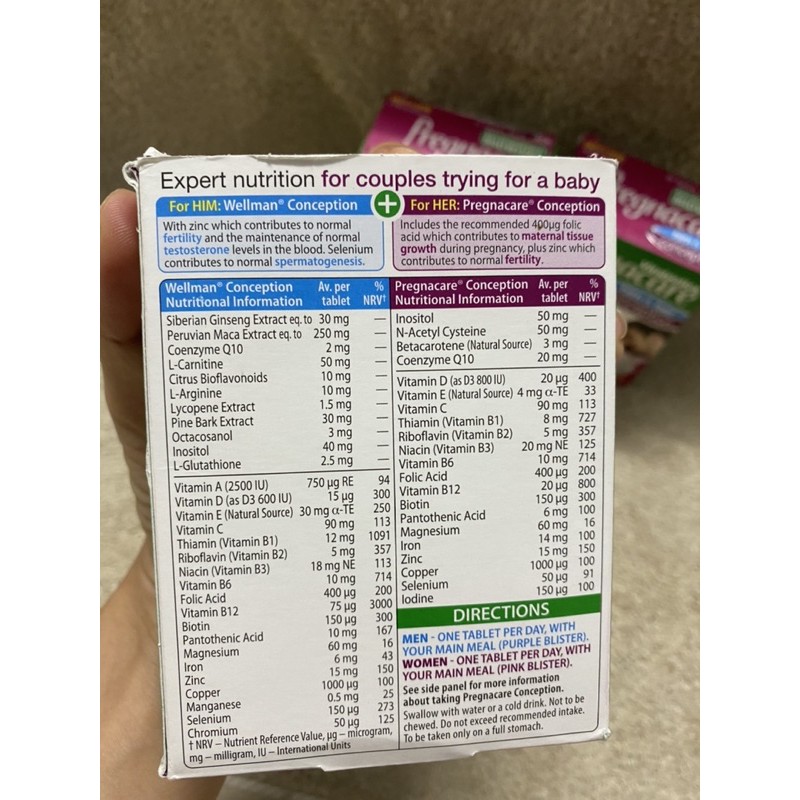 Expert nutrition for couples trying for a baby
For HIM: Wellman® Conception
+
For HER: Pregnacare® Conception
With zinc which contributes to normal
fertility and the maintenance of normal
testosterone levels in the blood. Selenium
contributes to normal spermatogenesis.
Includes the recommended 400µg folic
acid which contributes to maternal tissue
growth during pregnancy, plus zinc which
contributes to normal fertility.
Wellman® Conception Av. per %
Nutritional Information tablet NRV†
Siberian Ginseng Extract eq. to 30 mg —
Peruvian Maca Extract eq. to 250 mg —
Coenzyme Q10 2 mg —
L-Carnitine 50 mg —
Citrus Bioflavonoids 10 mg —
L-Arginine 10 mg —
Lycopene Extract 1.5 mg —
Pine Bark Extract 30 mg —
Octacosanol 3 mg —
Inositol 40 mg —
L-Glutathione 2.5 mg —
Vitamin A (2500 IU) 750 µg RE 94
Vitamin D (as D3 600 IU) 15 µg 300
Vitamin E (Natural Source) 30 mg α-TE 250
Vitamin C 90 mg 113
Thiamin (Vitamin B1) 12 mg 1091
Riboflavin (Vitamin B2) 5 mg 357
Niacin (Vitamin B3) 18 mg NE 113
Vitamin B6 10 mg 714
Folic Acid 400 µg 200
Vitamin B12 75 µg 3000
Biotin 150 µg 300
Pantothenic Acid 10 mg 167
Magnesium 60 mg 16
Iron 6 mg 43
Zinc 15 mg 150
Copper 1000 µg 100
Manganese 0.5 mg 25
Selenium 150 µg 273
Chromium 50 µg 125
† NRV – Nutrient Reference Value, µg – microgram,
mg – milligram, IU – International Units
Pregnacare® Conception Av. per %
Nutritional Information tablet NRV†
Inositol 50 mg —
N-Acetyl Cysteine 50 mg —
Betacarotene (Natural Source) 3 mg —
Coenzyme Q10 20 mg —
Vitamin D (as D3 800 IU) 20 µg 400
Vitamin E (Natural Source) 4 mg α-TE 33
Vitamin C 90 mg 113
Thiamin (Vitamin B1) 8 mg 727
Riboflavin (Vitamin B2) 5 mg 357
Niacin (Vitamin B3) 20 mg NE 125
Vitamin B6 10 mg 714
Folic Acid 400 µg 200
Vitamin B12 20 µg 800
Biotin 150 µg 300
Pantothenic Acid 6 mg 100
Magnesium 60 mg 16
Iron 14 mg 100
Zinc 15 mg 150
Copper 1000 µg 100
Selenium 50 µg 91
Iodine 150 µg 100
DIRECTIONS
MEN - ONE TABLET PER DAY, WITH
YOUR MAIN MEAL (PURPLE BLISTER).
WOMEN - ONE TABLET PER DAY, WITH
YOUR MAIN MEAL (PINK BLISTER).
See side panel for more information
about taking Pregnacare Conception.
Swallow with water or a cold drink. Not to be
chewed. Do not exceed recommended intake.
To be taken only on a full stomach.